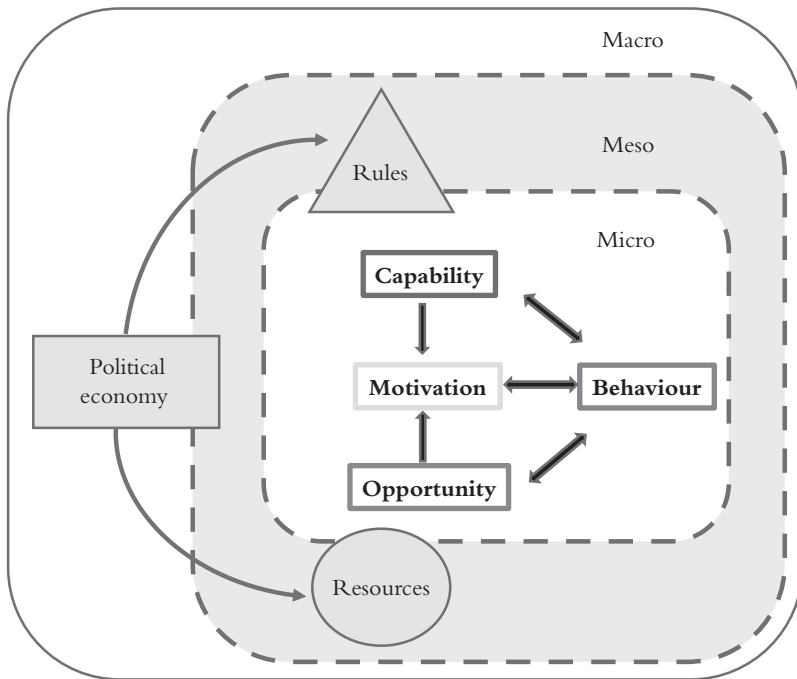 Macro
Meso
Rules
Micro
Capability
Political
economy
Motivation
Behaviour
Opportunity
Resources